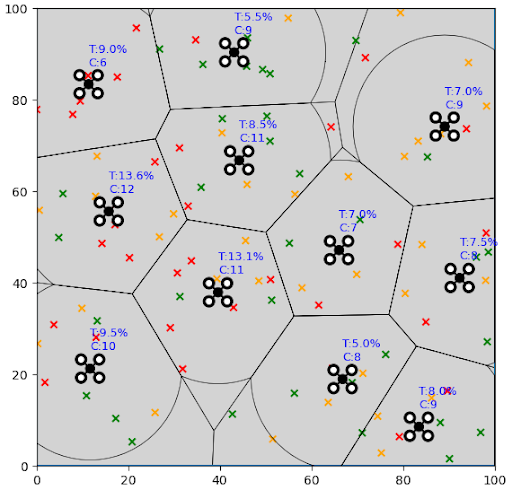 100
80
60
40
20
0
T:9.0%
C:6
T:5.5%
C:9
T:7.0%
C:9
T:8.5%
C:11
T:13.6%
C:12
T:7.0%
C:7
T:7.5%
C:8
T:13.1%
C:11
T:9.5%
C:10
T:5.0%
C:8
T:8.0%
C:9
0
20
40
60
80
100